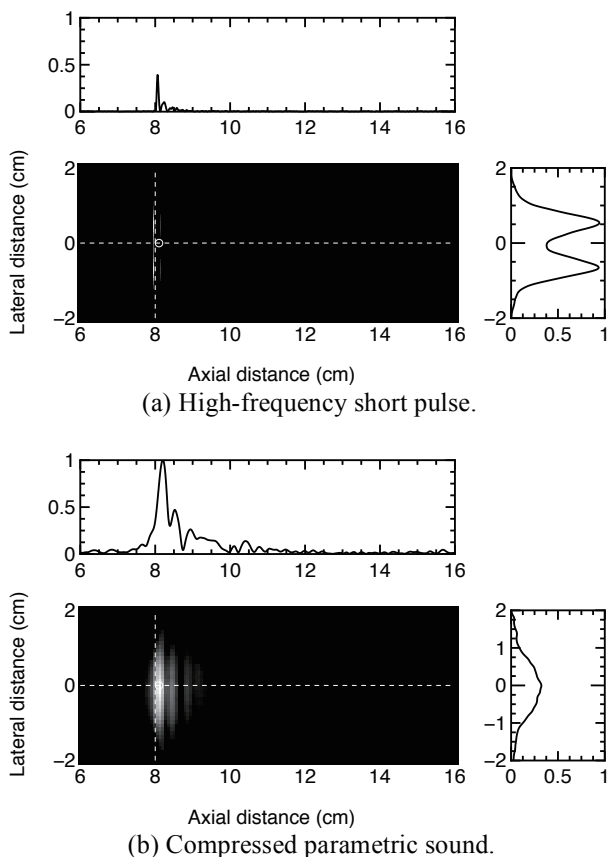 1
0.5
0
6 8 10 12 14 16
Lateral distance (cm)
2
0
−2
6 8 10 12 14 16
2
1
0
−1
−2
0 0.5 1
Axial distance (cm)
(a) High-frequency short pulse.
1
0.5
0
6 8 10 12 14 16
Lateral distance (cm)
2
0
−2
6 8 10 12 14 16
2
1
0
−1
−2
0 0.5 1
Axial distance (cm)
(b) Compressed parametric sound.